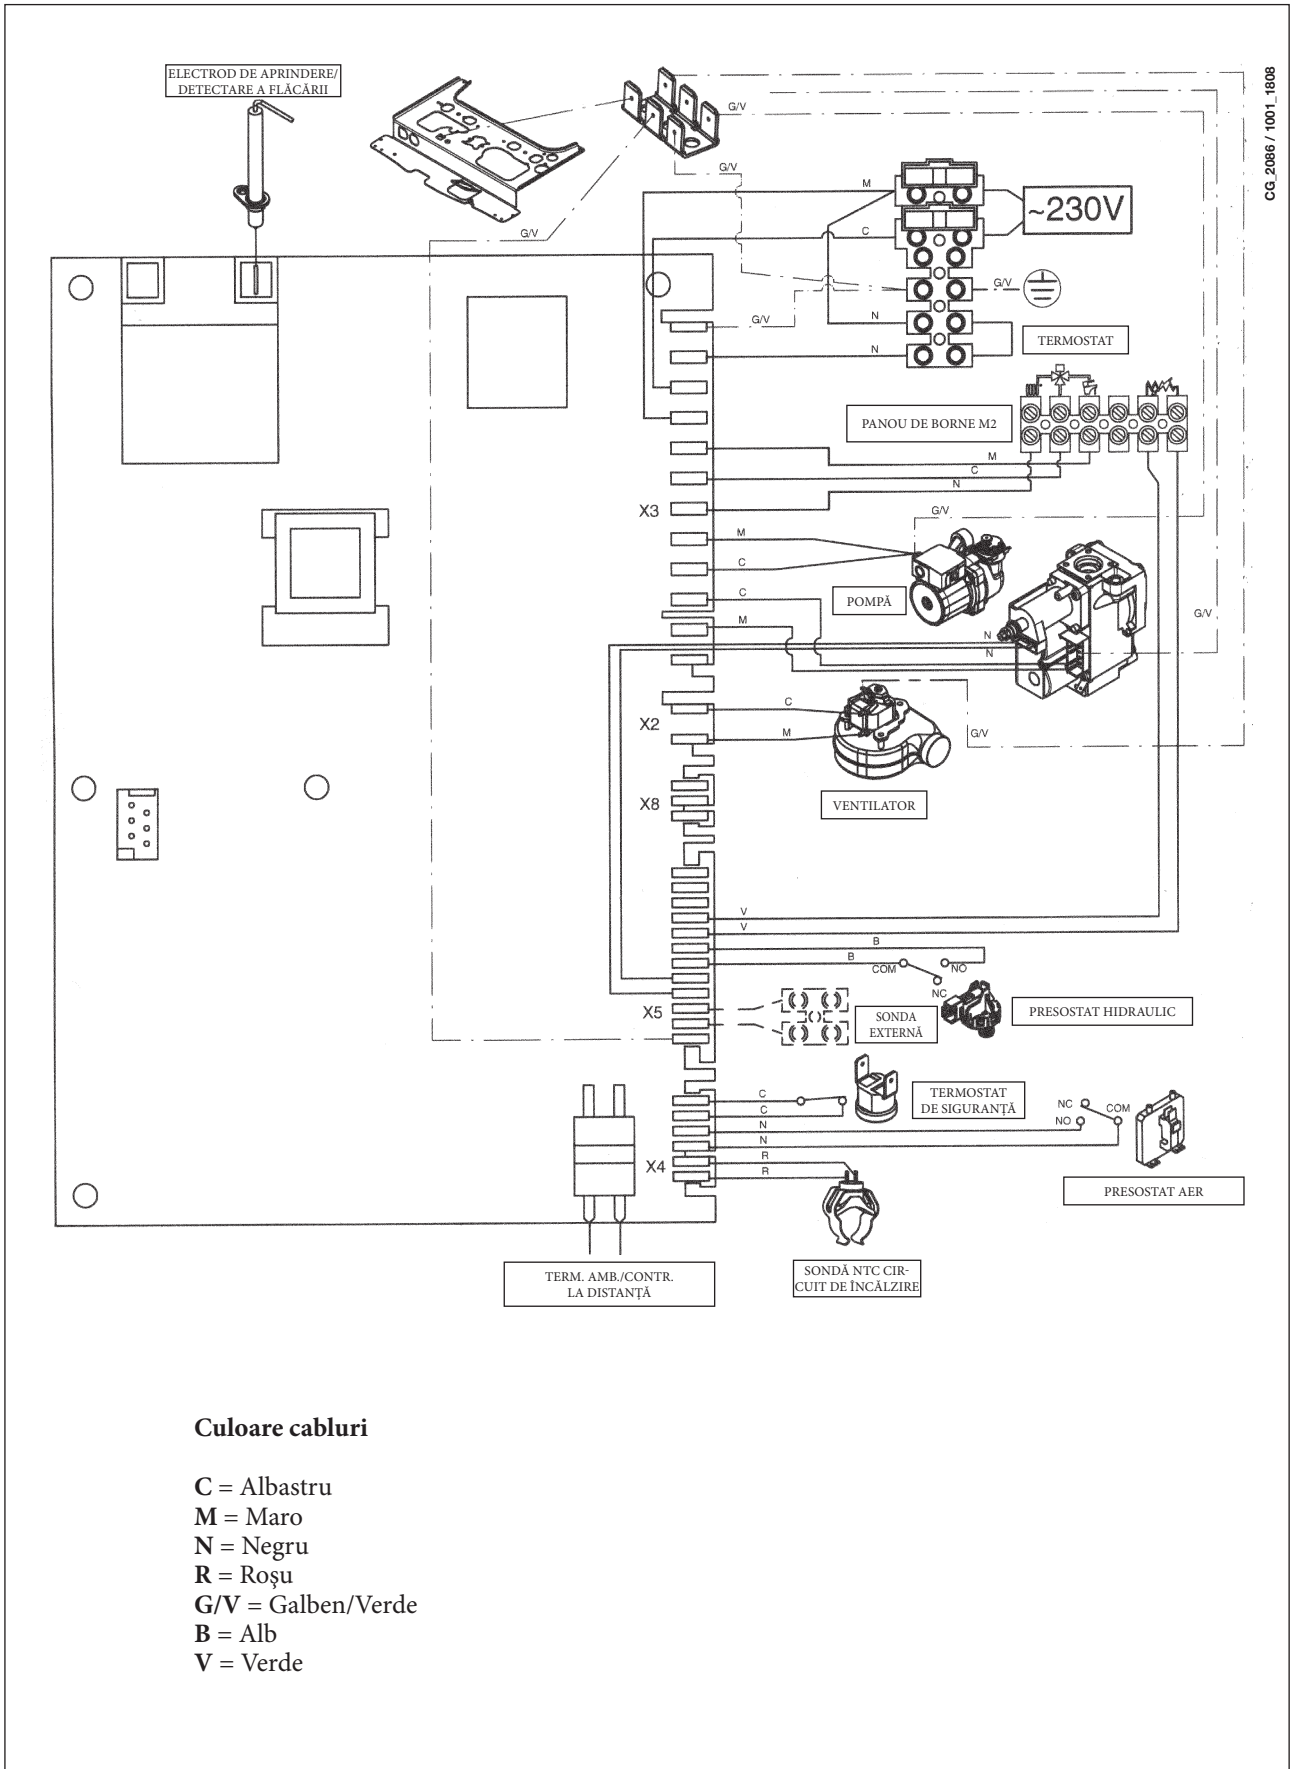 ELECTROD DE APRINDERE/
DETECTARE A FLĂCĂRII
CG_2086 / 1001_1808
G/V
G/V
M
~230V
G/V
C
G/V
G/V
N
TERMOSTAT
N
PANOU DE BORNE M2
M
C
N
X3
G/V
M
C
POMPĂ
C
G/V
M
N
N
C
X2
M
G/V
X8
VENTILATOR
V
V
B
B
COM
NO
NC
X5
SONDA
EXTERNĂ
PRESOSTAT HIDRAULIC
C
C
TERMOSTAT
DE SIGURANȚĂ
NC
COM
NO
N
N
X4
R
R
PRESOSTAT AER
TERM. AMB./CONTR.
LA DISTANȚĂ
SONDĂ NTC CIR-
CUIT DE ÎNCĂLZIRE
Culoare cabluri
C = Albastru
M = Maro
N = Negru
R = Roşu
G/V = Galben/Verde
B = Alb
V = Verde